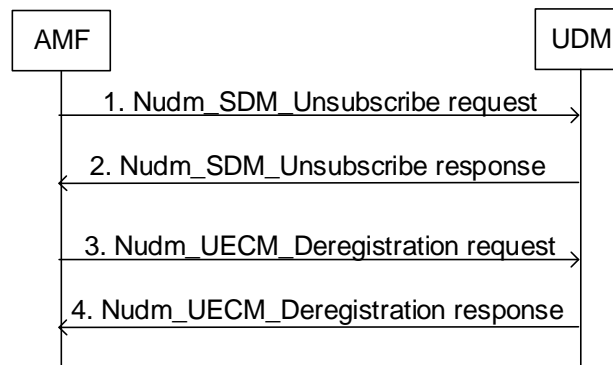 AMF
UDM
1. Nudm_SDM_Unsubscribe request
2. Nudm_SDM_Unsubscribe response
3. Nudm_UECM_Deregistration request
4. Nudm_UECM_Deregistration response